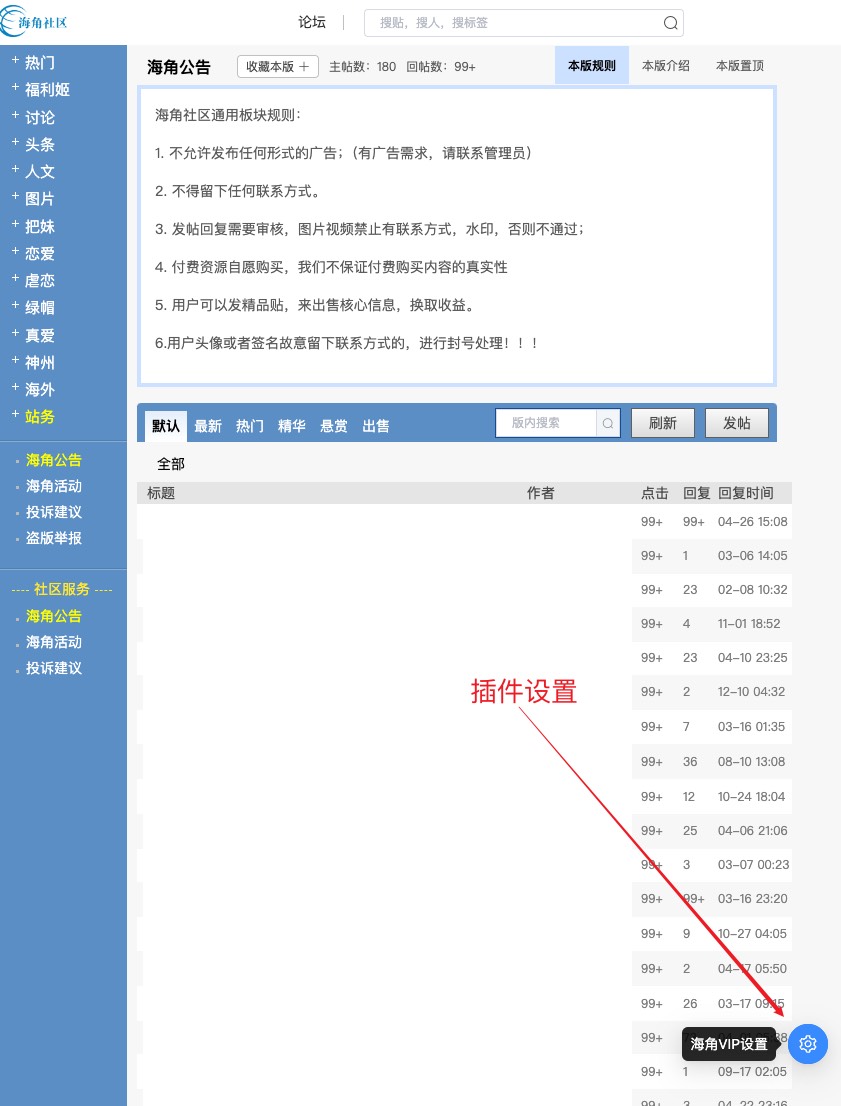 海角社区
论坛
搜贴，搜人，搜标签
+ 热门
+ 福利姬
+ 讨论
+ 头条
+ 人文
+ 图片
+ 把妹
+ 恋爱
+ 虐恋
+ 绿帽
+ 真爱
+ 神州
+ 海外
+ 站务
海角公告
海角活动
投诉建议
盗版举报
---- 社区服务 ----
海角公告
海角活动
投诉建议
海角公告 收藏本版 + 主帖数：180 回帖数：99+ 本版规则 本版介绍 本版置顶
海角社区通用板块规则：
1. 不允许发布任何形式的广告；（有广告需求，请联系管理员）
2. 不得留下任何联系方式。
3. 发帖回复需要审核，图片视频禁止有联系方式，水印，否则不通过；
4. 付费资源自愿购买，我们不保证付费购买内容的真实性
5. 用户可以发精品贴，来出售核心信息，换取收益。
6.用户头像或者签名故意留下联系方式的，进行封号处理！！！
默认 最新 热门 精华 悬赏 出售 版内搜索 刷新 发帖
全部
标题 作者 点击 回复 回复时间
99+ 99+ 04-26 15:08
99+ 1 03-06 14:05
99+ 23 02-08 10:32
99+ 4 11-01 18:52
99+ 23 04-10 23:25
99+ 2 12-10 04:32
插件设置
99+ 7 03-16 01:35
99+ 36 08-10 13:08
99+ 12 10-24 18:04
99+ 25 04-06 21:06
99+ 3 03-07 00:23
99+ 99+ 03-16 23:20
99+ 9 10-27 04:05
99+ 2 04-17 05:50
99+ 26 03-17 09:15
99+
海角VIP设置
99+ 1 09-17 02:05
99+ 3 04-22 23:16